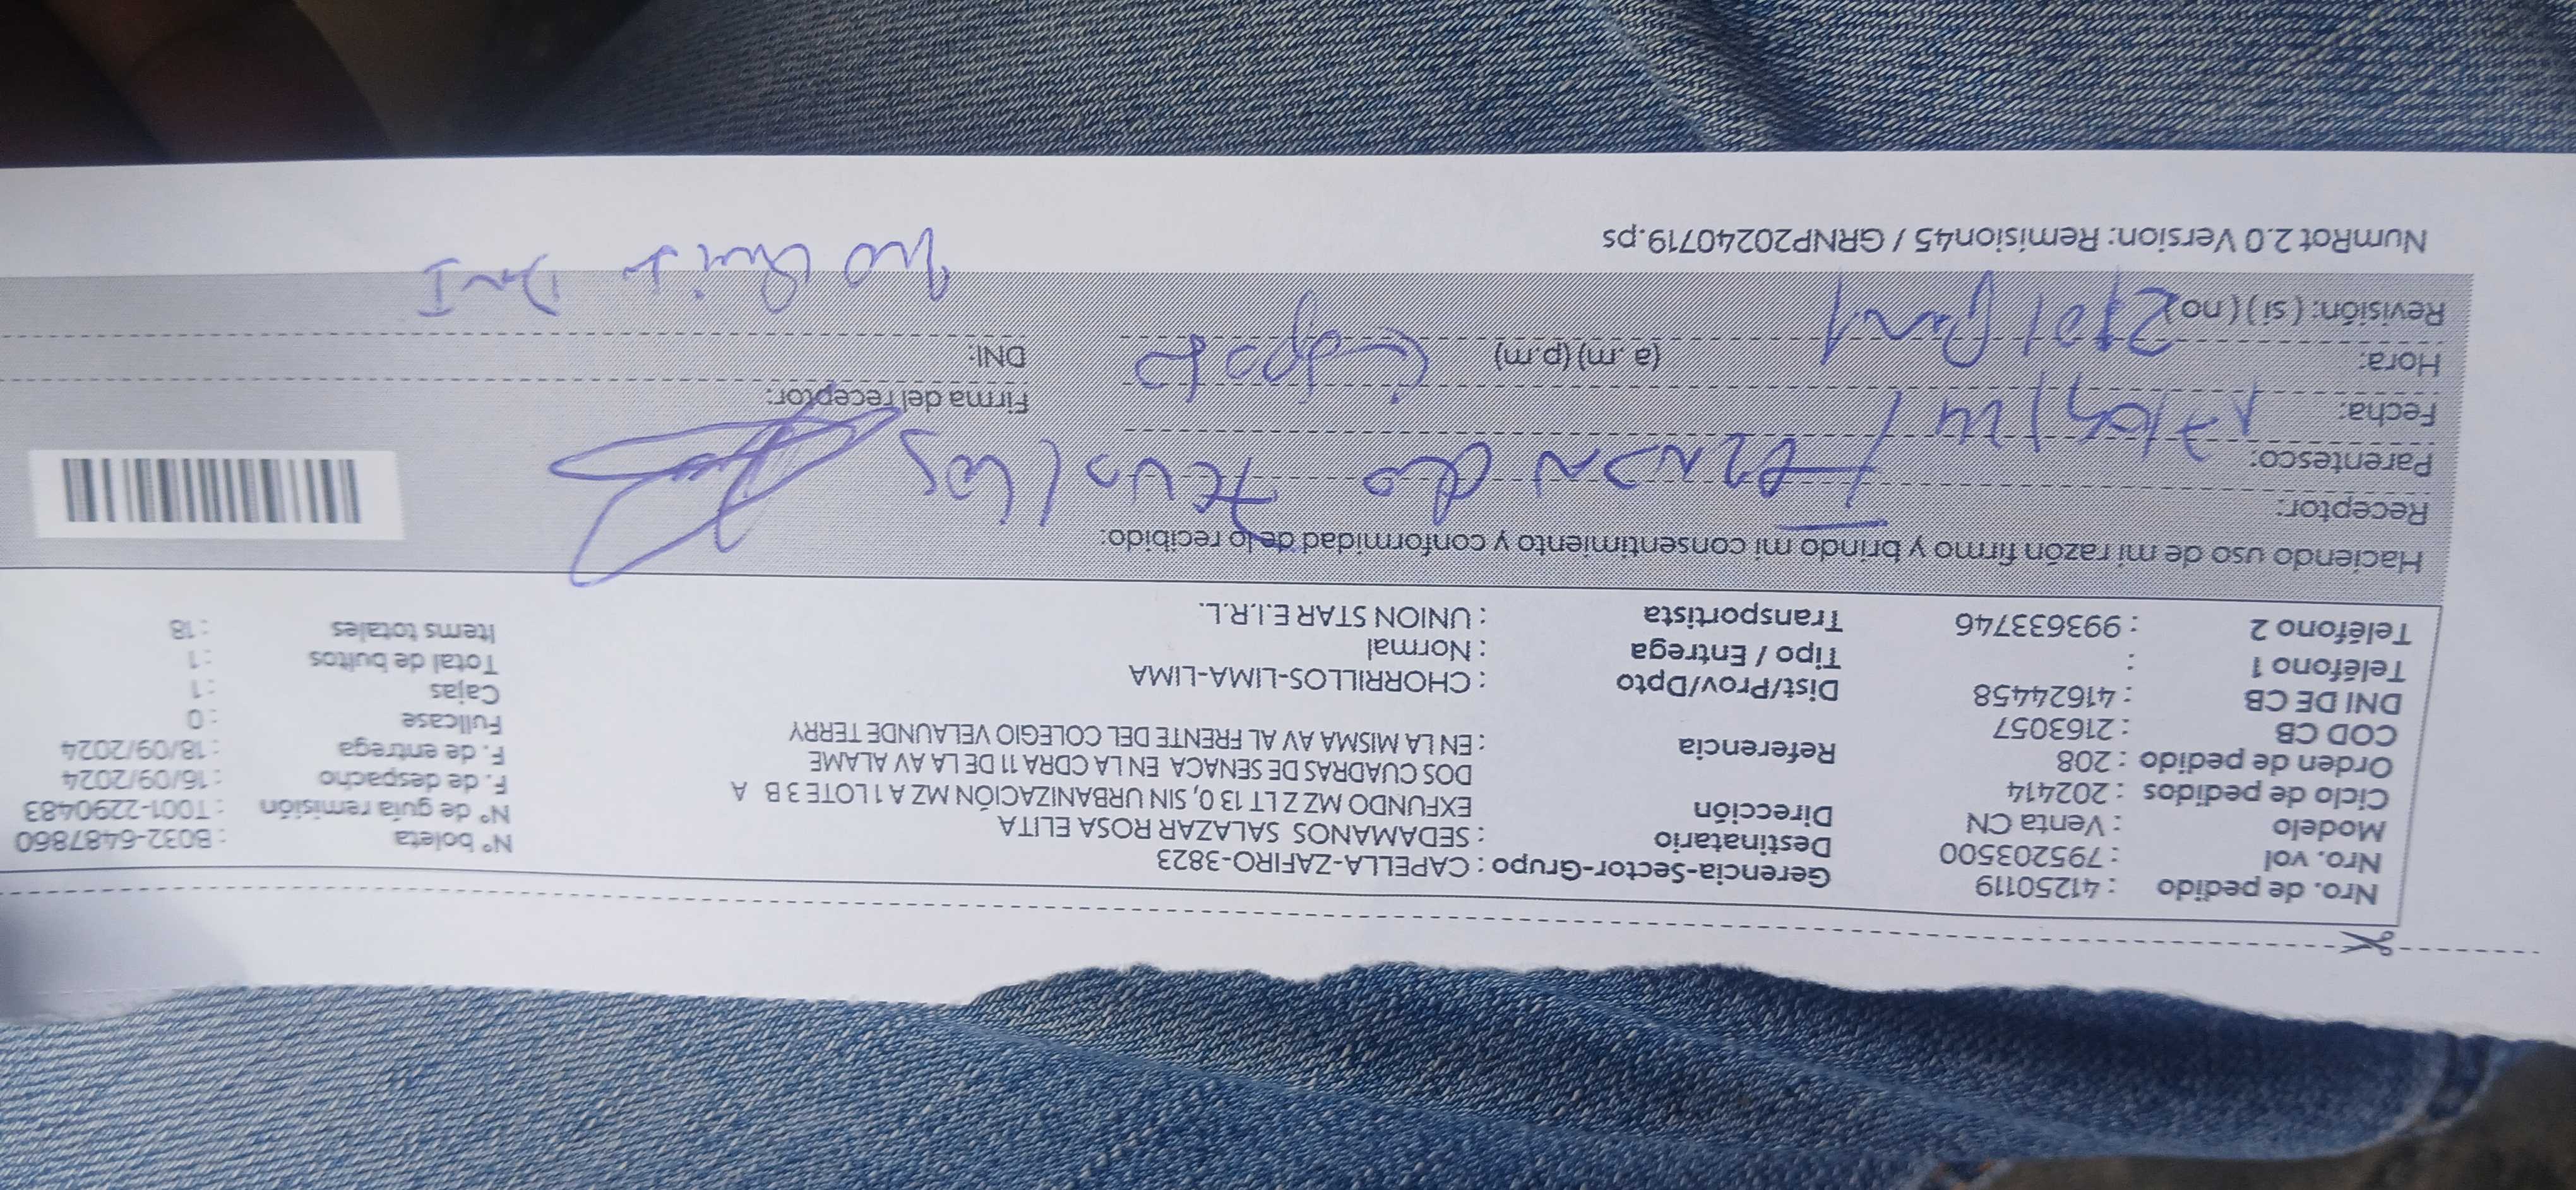 Nro. de pedido : 41250119
Nro. vol : 795203500
Modelo : Venta CN
Ciclo de pedidos : 202414
Orden de pedido : 208
COD CB : 2163057
DNI DE CB : 41624458
Teléfono 1 :
Teléfono 2 : 993633746
Gerencia-Sector-Grupo : CAPELLA-ZAFIRO-3823
Destinatario : SEDAMANOS SALAZAR ROSA ELITA
Dirección EXFUNDO MZ Z LT 13 0, SIN URBANIZACIÓN MZ A 1 LOTE 3 B A
DOS CUADRAS DE SENACA EN LA CDRA 11 DE LA AV ALAME
Referencia : EN LA MISMA AV AL FRENTE DEL COLEGIO VELAUNDE TERRY
Dist/Prov/Dpto : CHORRILLOS-LIMA-LIMA
Tipo / Entrega : Normal
Transportista : UNION STAR E.I.R.L.
N° boleta : B032-6487860
N° de guía remisión : T001-2290483
F. de despacho : 16/09/2024
F. de entrega : 18/09/2024
Fullcase : 0
Cajas : 1
Total de bultos : 1
Items totales : 18
Haciendo uso de mi razón firmo y brindo mi consentimiento y conformidad de lo recibido:
Receptor:
Parentesco: Fernando
Fecha: 17/09/24
Firma del receptor:
Hora: (a. m) (p.m)
DNI:
Revisión: ( si ) ( no )
DNI
NumRot 2.0 Version: Remision45 / GRNP20240719.ps